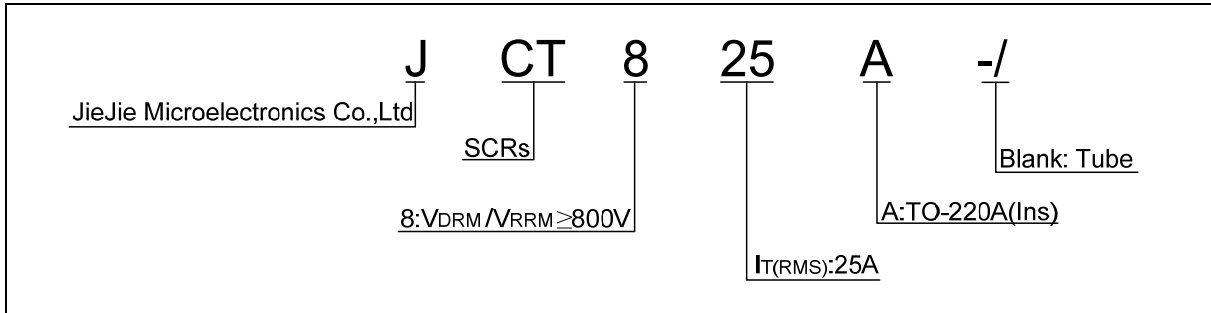 J CT 8 25 A -/
JieJie Microelectronics Co.,Ltd
SCRs
Blank: Tube
8:VDRM/VRRM≥800V
A:TO-220A(Ins)
IT(RMS):25A